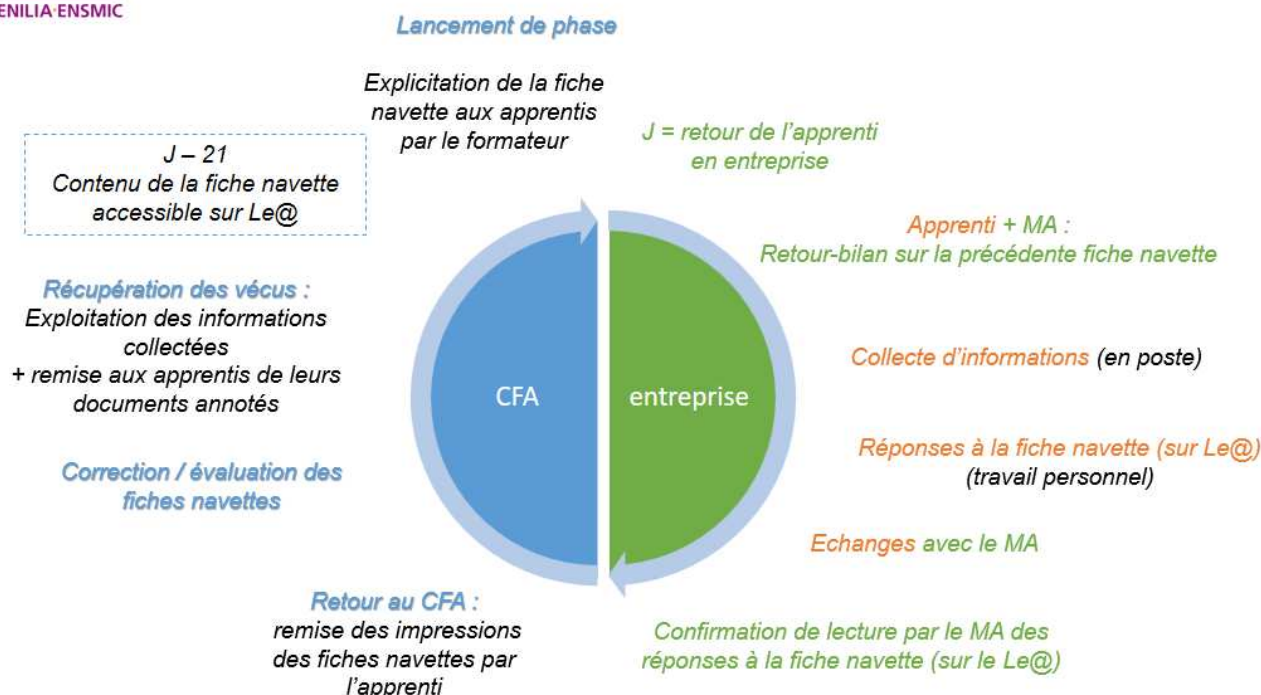 ENILIA·ENSMIC
Lancement de phase
Explicitation de la fiche
navette aux apprentis
par le formateur
J = retour de l'apprenti
en entreprise
J – 21
Contenu de la fiche navette
accessible sur Le@
Apprenti + MA :
Retour-bilan sur la précédente fiche navette
Récupération des vécus :
Exploitation des informations
collectées
+ remise aux apprentis de leurs
documents annotés
Collecte d'informations (en poste)
CFA
entreprise
Réponses à la fiche navette (sur Le@)
(travail personnel)
Correction / évaluation des
fiches navettes
Echanges avec le MA
Retour au CFA :
remise des impressions
des fiches navettes par
l'apprenti
Confirmation de lecture par le MA des
réponses à la fiche navette (sur le Le@)